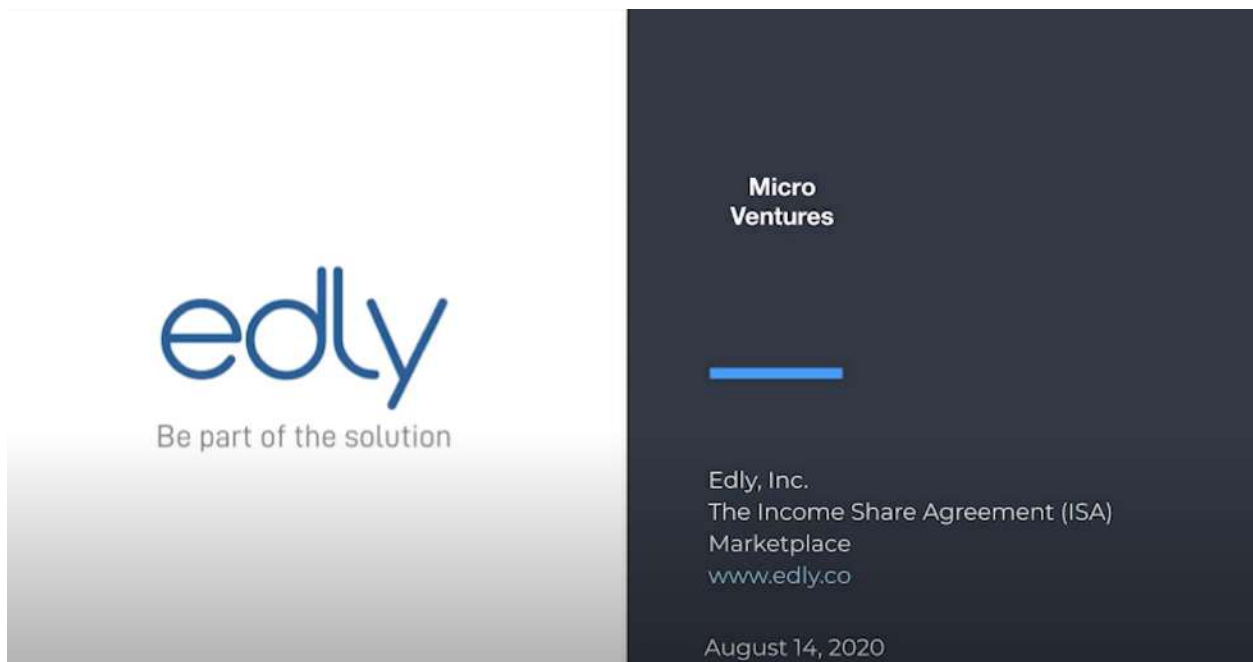 edly
Be part of the solution
Micro
Ventures
Edly, Inc.
The Income Share Agreement (ISA)
Marketplace
www.edly.co
August 14, 2020